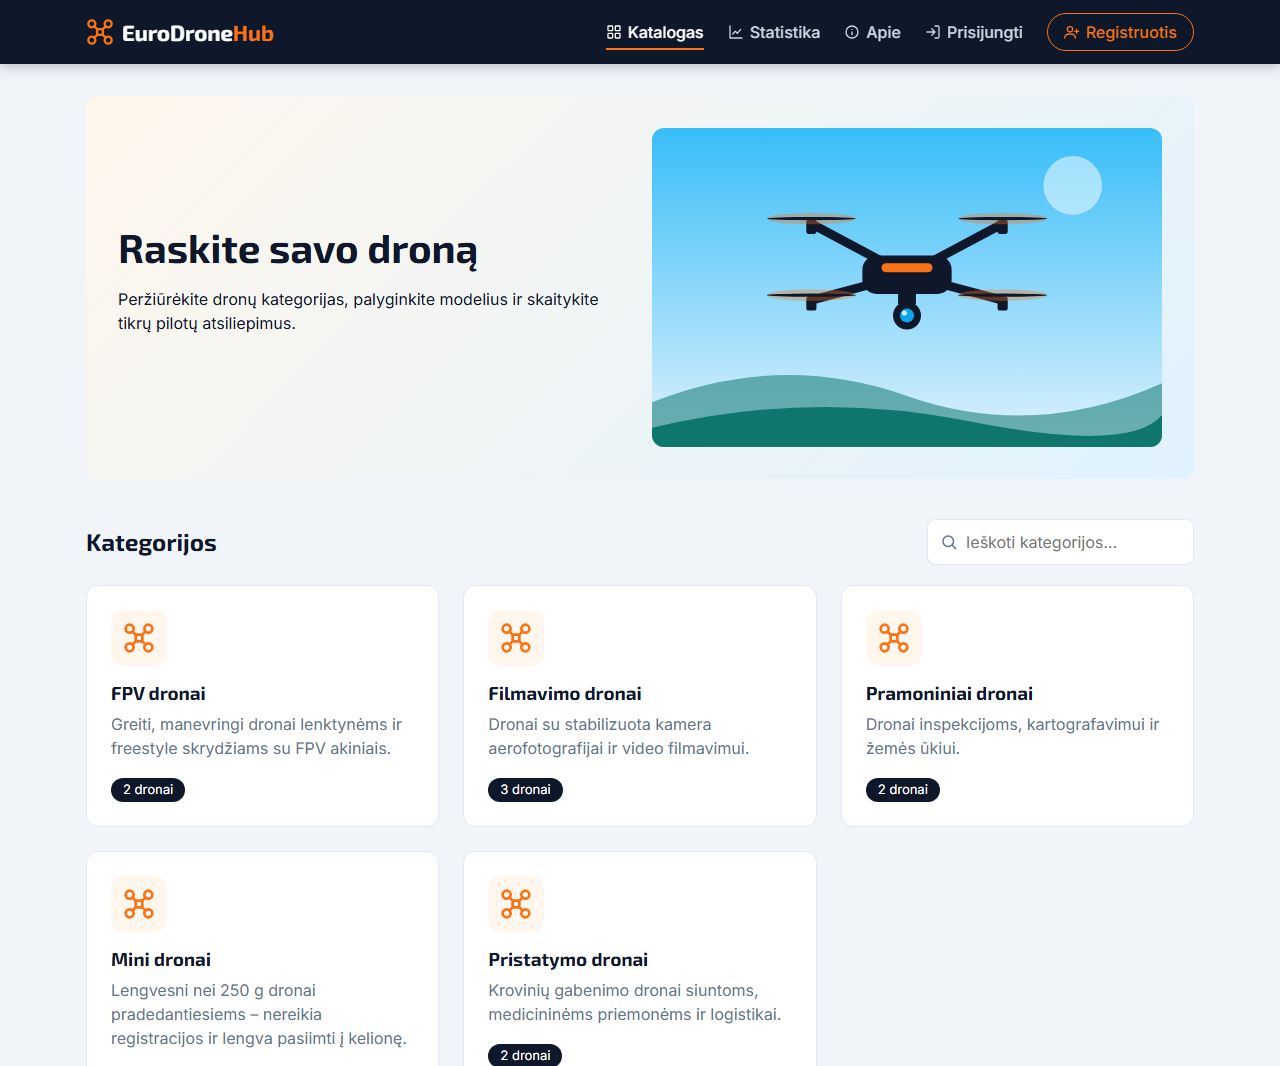 EuroDroneHub
Katalogas
Statistika
Apie
Prisijungti
Registruotis
Raskite savo droną
Peržiūrėkite dronų kategorijas, palyginkite modelius ir skaitykite
tikrų pilotų atsiliepimus.
Kategorijos
Ieškoti kategorijos...
FPV dronai
Greiti, manevringi dronai lenktynėms ir
freestyle skrydžiams su FPV akiniais.
2 dronai
Filmavimo dronai
Dronai su stabilizuota kamera
aerofotografijai ir video filmavimui.
3 dronai
Pramoniniai dronai
Dronai inspekcijoms, kartografavimui ir
žemės ūkiui.
2 dronai
Mini dronai
Lengvesni nei 250 g dronai
pradedantiesiems – nereikia
registracijos ir lengva pasiimti į kelionę.
Pristatymo dronai
Krovinių gabenimo dronai siuntoms,
medicininėms priemonėms ir logistikai.
2 dronai